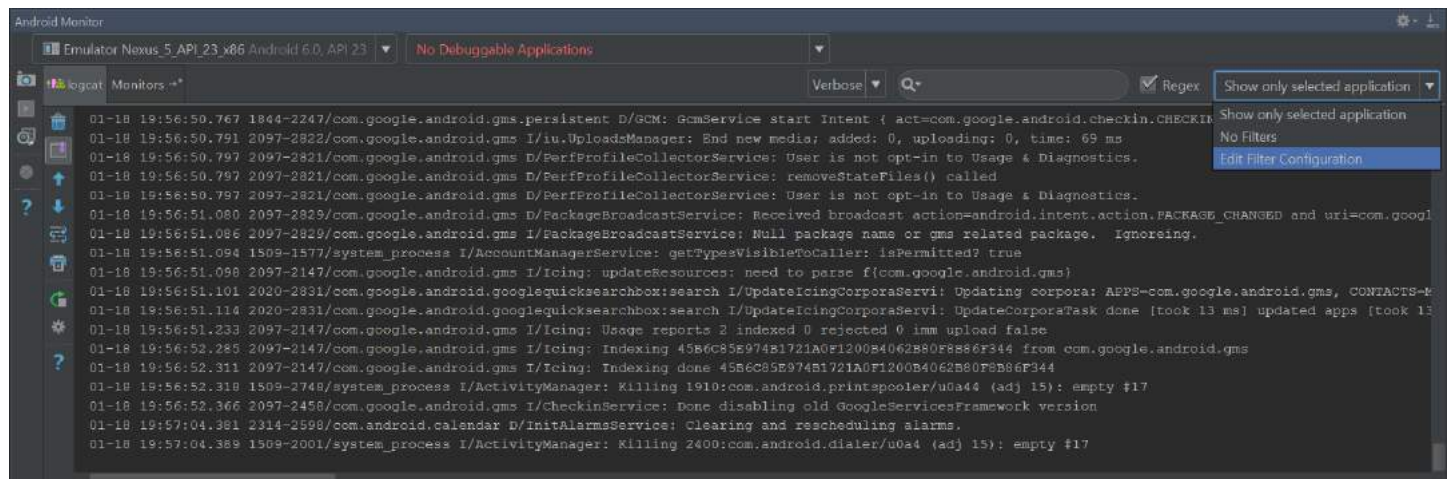 Android Monitor
Emulator Nexus_5_API_23_x86 Android 6.0, API 23
No Debuggable Applications
logcat
Monitors
Verbose
Regex
Show only selected application
Show only selected application
No Filters
Edit Filter Configuration
01-18 19:56:50.767 1844-2247/com.google.android.gms.persistent D/GCM: GcmService start Intent { act=com.google.android.checkin.CHECKIN
01-18 19:56:50.791 2097-2822/com.google.android.gms I/iu.UploadsManager: End new media; added: 0, uploading: 0, time: 69 ms
01-18 19:56:50.797 2097-2821/com.google.android.gms D/PerfProfileCollectorService: User is not opt-in to Usage & Diagnostics.
01-18 19:56:50.797 2097-2821/com.google.android.gms D/PerfProfileCollectorService: removeStateFiles() called
01-18 19:56:50.797 2097-2821/com.google.android.gms D/PerfProfileCollectorService: User is not opt-in to Usage & Diagnostics.
01-18 19:56:51.080 2097-2829/com.google.android.gms D/PackageBroadcastService: Received broadcast action=android.intent.action.PACKAGE_CHANGED and uri=com.googl
01-18 19:56:51.086 2097-2829/com.google.android.gms I/PackageBroadcastService: Null package name or gms related package.  Ignoreing.
01-18 19:56:51.094 1509-1577/system_process I/AccountManagerService: getTypesVisibleToCaller: isPermitted? true
01-18 19:56:51.098 2097-2147/com.google.android.gms I/Icing: updateResources: need to parse f{com.google.android.gms}
01-18 19:56:51.101 2020-2831/com.google.android.googlequicksearchbox:search I/UpdateIcingCorporaServi: Updating corpora: APPS=com.google.android.gms, CONTACTS=M
01-18 19:56:51.114 2020-2831/com.google.android.googlequicksearchbox:search I/UpdateIcingCorporaServi: UpdateCorporaTask done [took 13 ms] updated apps [took 13
01-18 19:56:51.233 2097-2147/com.google.android.gms I/Icing: Usage reports 2 indexed 0 rejected 0 imm upload false
01-18 19:56:52.285 2097-2147/com.google.android.gms I/Icing: Indexing 45B6C85E974B1721A0F1200B4062B80F8B86F344 from com.google.android.gms
01-18 19:56:52.311 2097-2147/com.google.android.gms I/Icing: Indexing done 45B6C85E974B1721A0F1200B4062B80F8B86F344
01-18 19:56:52.318 1509-2748/system_process I/ActivityManager: Killing 1910:com.android.printspooler/u0a44 (adj 15): empty #17
01-18 19:56:52.366 2097-2458/com.google.android.gms I/CheckinService: Done disabling old GoogleServicesFramework version
01-18 19:57:04.381 2314-2598/com.android.calendar D/InitAlarmsService: Clearing and rescheduling alarms.
01-18 19:57:04.389 1509-2001/system_process I/ActivityManager: Killing 2400:com.android.dialer/u0a4 (adj 15): empty #17